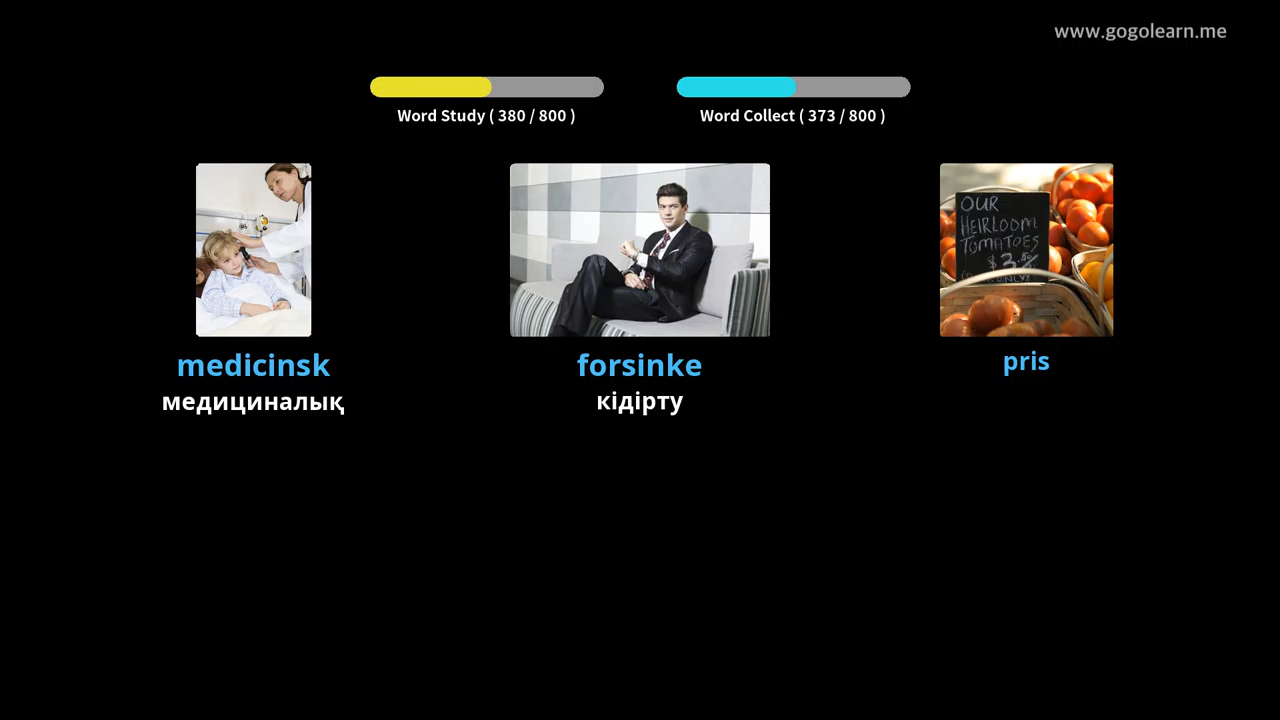 www.gogolearn.me
Word Study ( 380 / 800 )
Word Collect ( 373 / 800 )
OUR
HEIRLOOM
TOMATOES
medicinsk
forsinke
pris
медициналық
кідірту